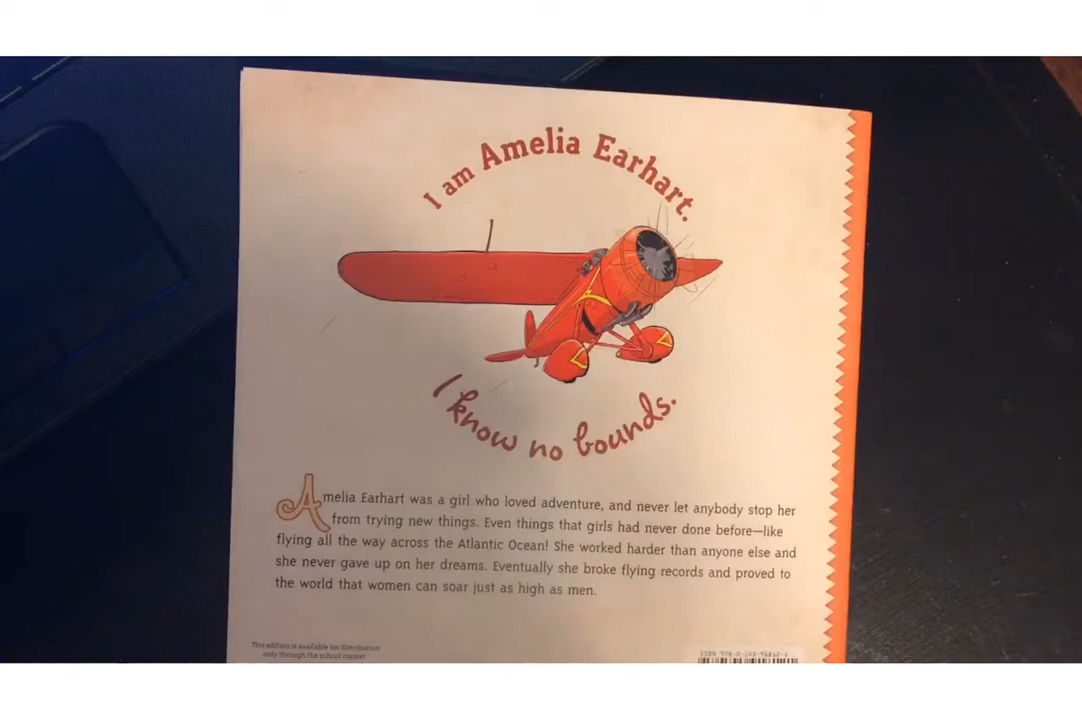 I am Amelia Earhart.
I know no bounds.
Amelia Earhart was a girl who loved adventure, and never let anybody stop her
from trying new things. Even things that girls had never done before—like
flying all the way across the Atlantic Ocean! She worked harder than anyone else and
she never gave up on her dreams. Eventually she broke flying records and proved to
the world that women can soar just as high as men.
This edition is available for distribution
only through the school market.
ISBN